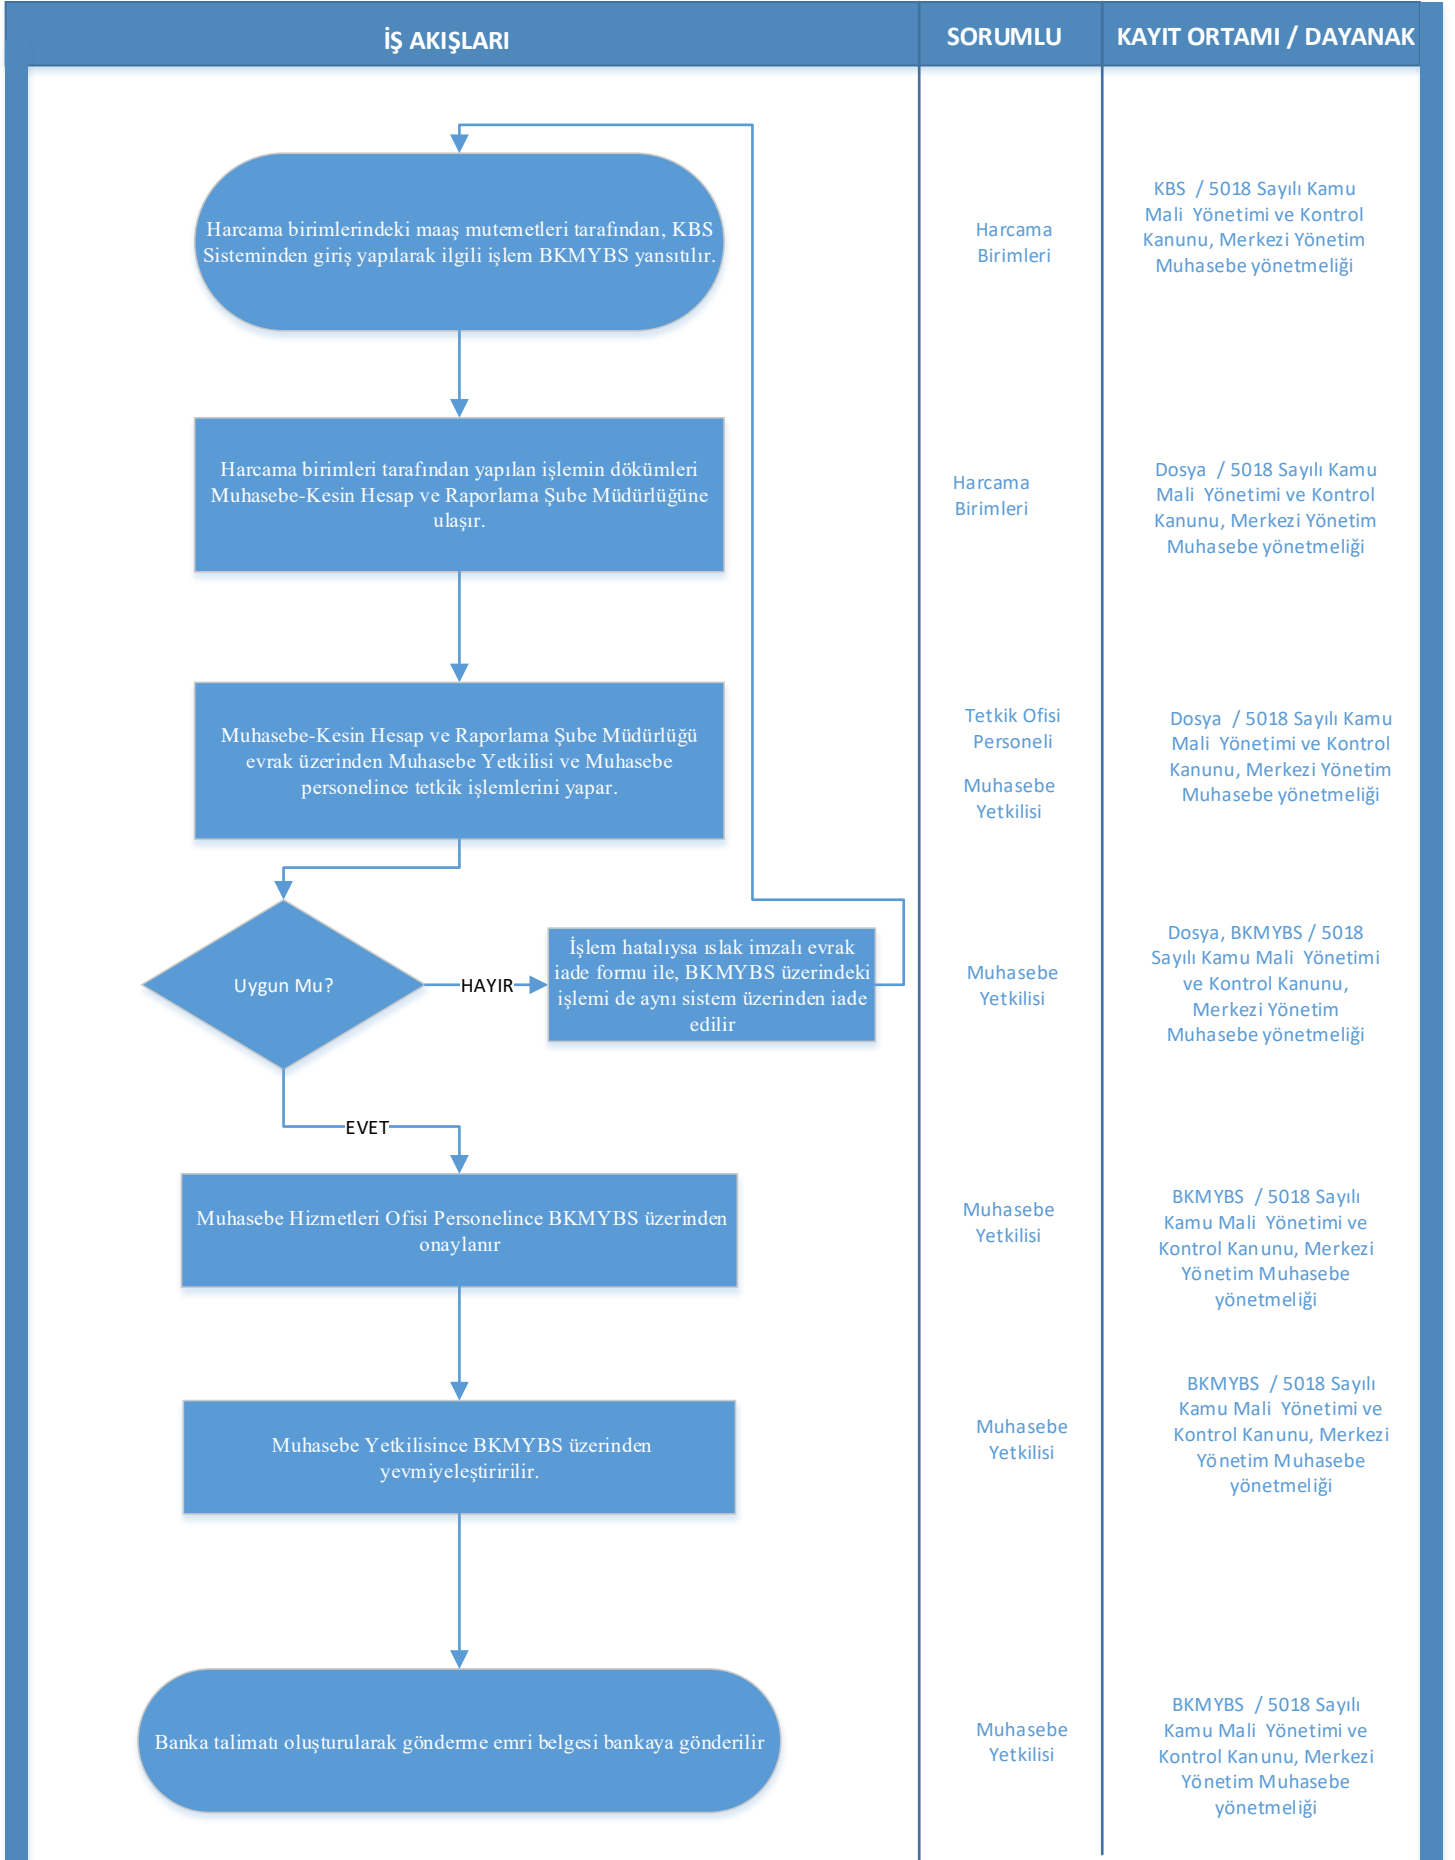 İŞ AKIŞLARI
SORUMLU
KAYIT ORTAMI / DAYANAK
Harcama birimlerindeki maaş mutemetleri tarafından, KBS
Sisteminden giriş yapılarak ilgili işlem BKMYBS yansıtılır.
Harcama
Birimleri
KBS / 5018 Sayılı Kamu
Mali Yönetimi ve Kontrol
Kanunu, Merkezi Yönetim
Muhasebe yönetmeliği
Harcama birimleri tarafından yapılan işlemin dökümleri
Muhasebe-Kesin Hesap ve Raporlama Şube Müdürlüğüne
ulaşır.
Harcama
Birimleri
Dosya / 5018 Sayılı Kamu
Mali Yönetimi ve Kontrol
Kanunu, Merkezi Yönetim
Muhasebe yönetmeliği
Muhasebe-Kesin Hesap ve Raporlama Şube Müdürlüğü
evrak üzerinden Muhasebe Yetkilisi ve Muhasebe
personelince tetkik işlemlerini yapar.
Tetkik Ofisi
Personeli
Muhasebe
Yetkilisi
Dosya / 5018 Sayılı Kamu
Mali Yönetimi ve Kontrol
Kanunu, Merkezi Yönetim
Muhasebe yönetmeliği
Uygun Mu?
HAYIR
İşlem hatalıysa ıslak imzalı evrak
iade formu ile, BKMYBS üzerindeki
işlemi de aynı sistem üzerinden iade
edilir
Muhasebe
Yetkilisi
Dosya, BKMYBS / 5018
Sayılı Kamu Mali Yönetimi
ve Kontrol Kanunu,
Merkezi Yönetim
Muhasebe yönetmeliği
EVET
Muhasebe Hizmetleri Ofisi Personelince BKMYBS üzerinden
onaylanır
Muhasebe
Yetkilisi
BKMYBS / 5018 Sayılı
Kamu Mali Yönetimi ve
Kontrol Kanunu, Merkezi
Yönetim Muhasebe
yönetmeliği
Muhasebe Yetkilisince BKMYBS üzerinden
yevmiyeleştiririlir.
Muhasebe
Yetkilisi
BKMYBS / 5018 Sayılı
Kamu Mali Yönetimi ve
Kontrol Kanunu, Merkezi
Yönetim Muhasebe
yönetmeliği
Banka talimatı oluşturularak gönderme emri belgesi bankaya gönderilir
Muhasebe
Yetkilisi
BKMYBS / 5018 Sayılı
Kamu Mali Yönetimi ve
Kontrol Kanunu, Merkezi
Yönetim Muhasebe
yönetmeliği